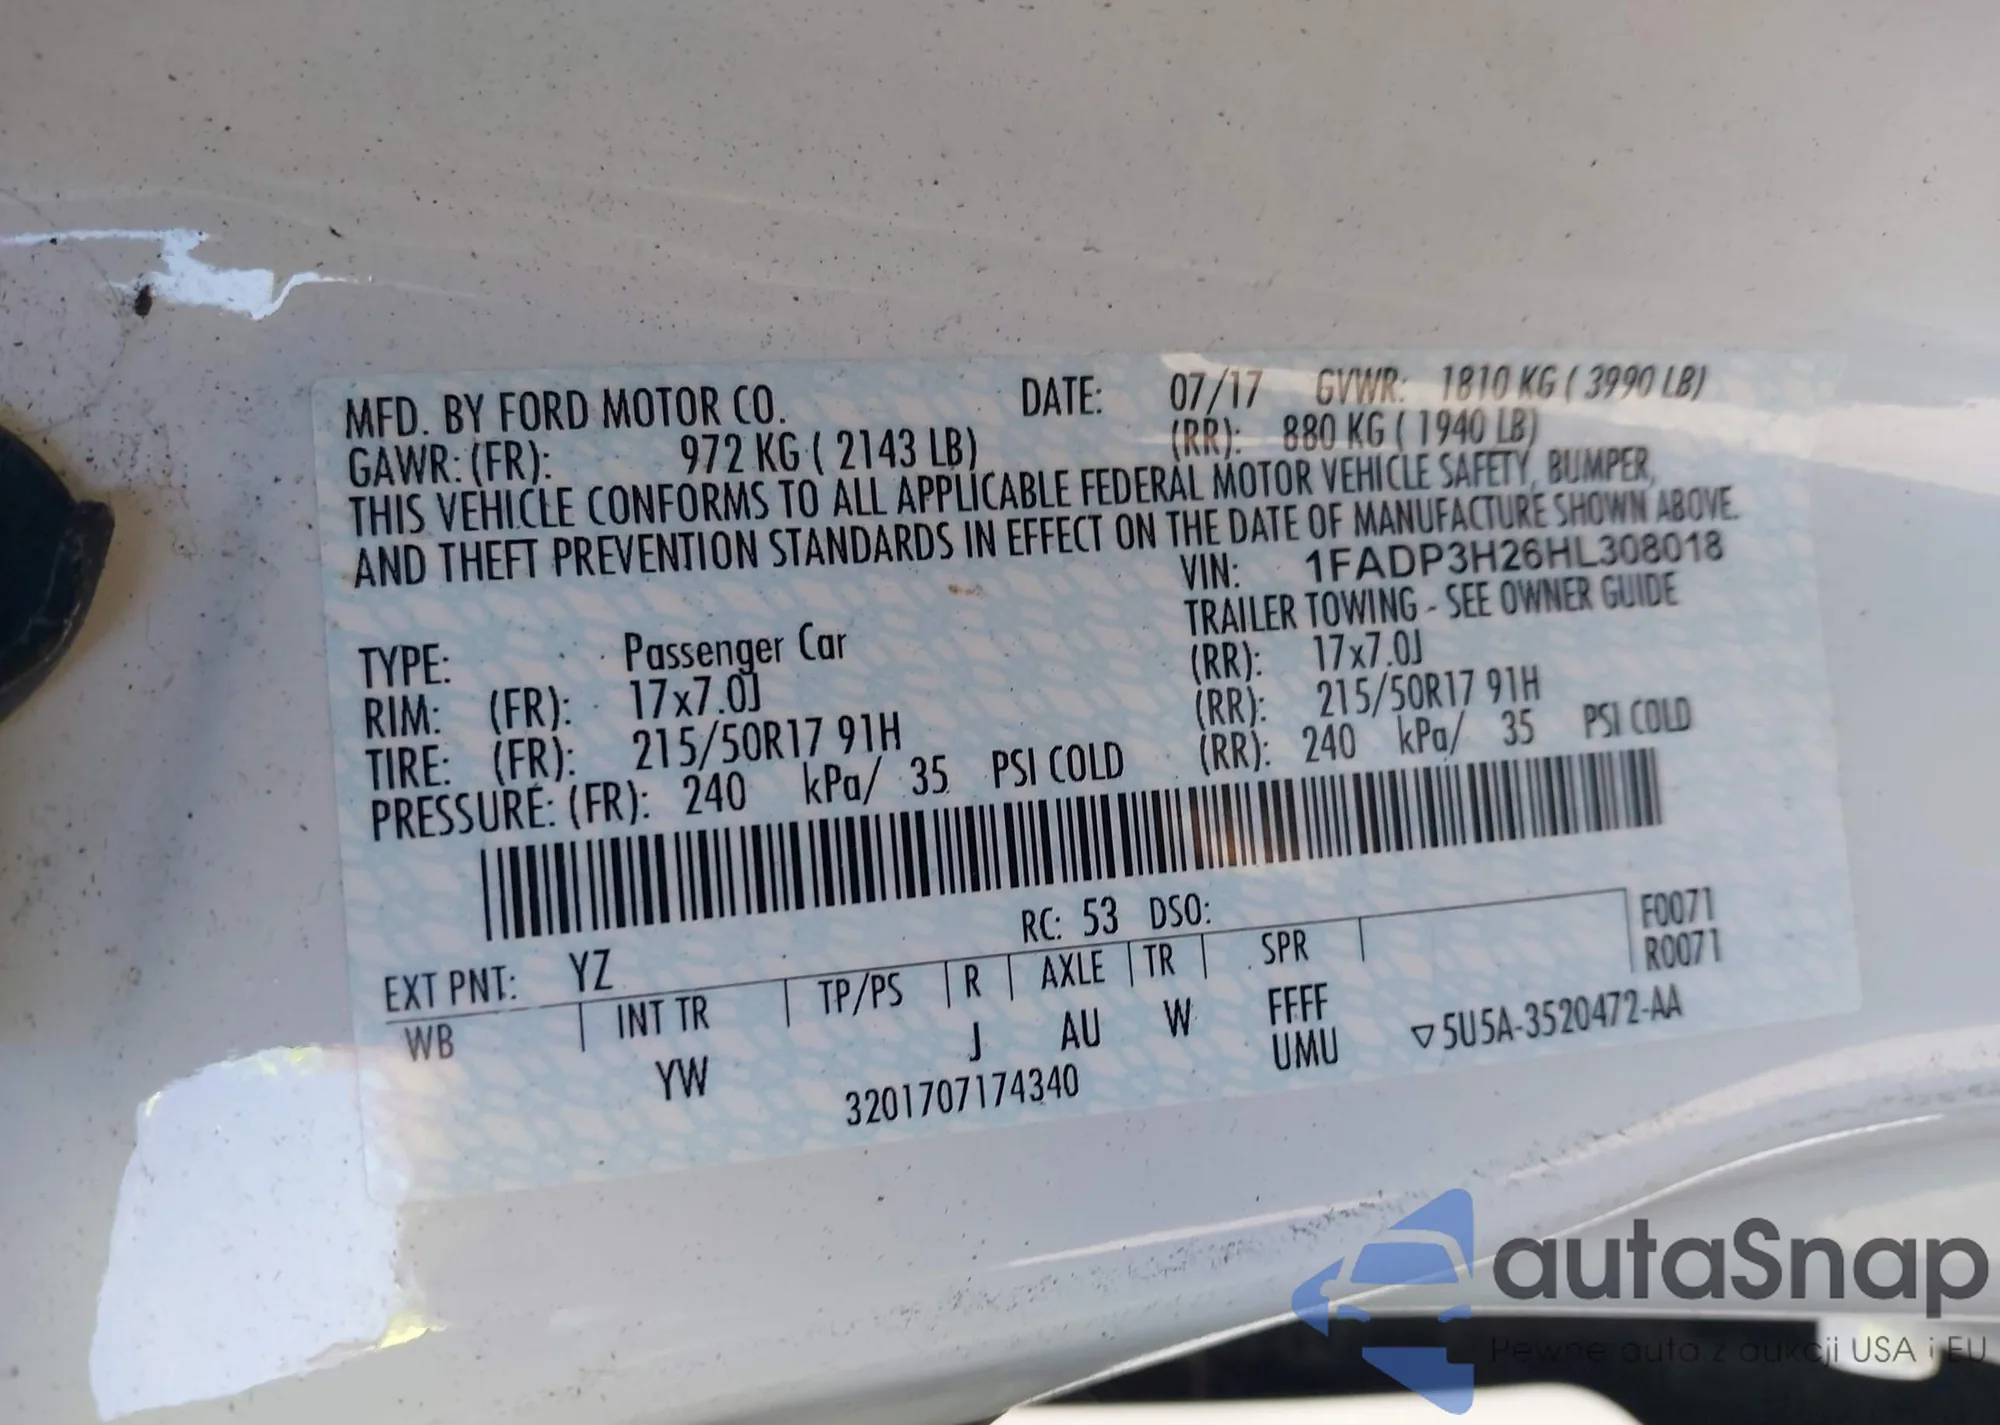 MFD. BY FORD MOTOR CO. DATE: 07/17 GVWR: 1810 KG ( 3990 LB)
GAWR: (FR): 972 KG ( 2143 LB) (RR): 880 KG ( 1940 LB)
THIS VEHICLE CONFORMS TO ALL APPLICABLE FEDERAL MOTOR VEHICLE SAFETY, BUMPER,
AND THEFT PREVENTION STANDARDS IN EFFECT ON THE DATE OF MANUFACTURE SHOWN ABOVE.
VIN: 1FADP3H26HL308018
TRAILER TOWING - SEE OWNER GUIDE
TYPE: Passenger Car
RIM: (FR): 17x7.0J (RR): 17x7.0J
TIRE: (FR): 215/50R17 91H (RR): 215/50R17 91H
PRESSURE: (FR): 240 kPa/ 35 PSI COLD (RR): 240 kPa/ 35 PSI COLD
RC: 53 DSO: F0071
EXT PNT: YZ R0071
WB INT TR TP/PS R AXLE TR SPR
YW J AU W FFFF
UMU ▽5U5A-3520472-AA
3201707174340
autaSnap
Pewne auta z aukcji USA i EU